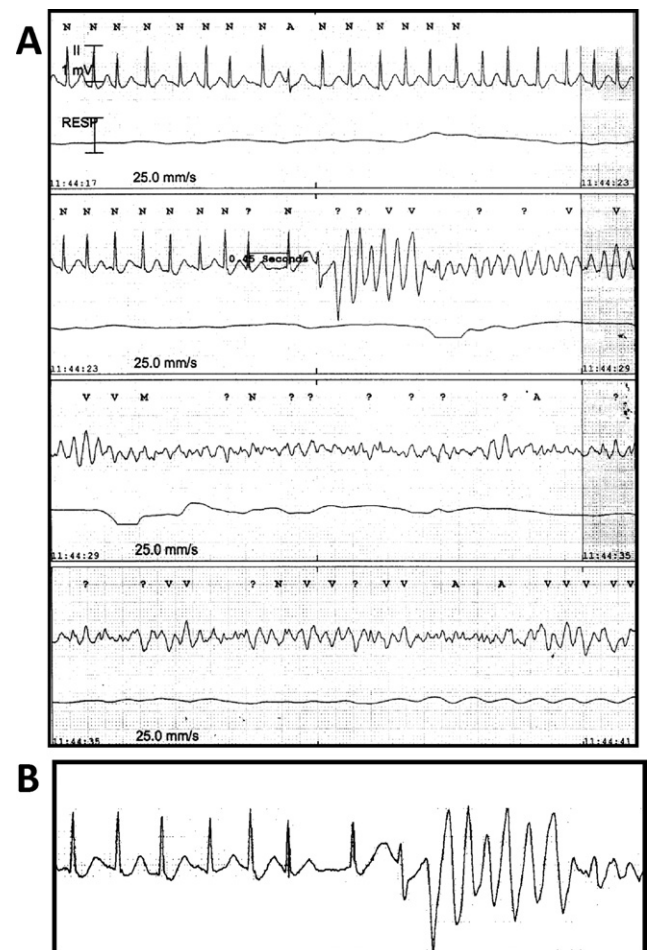 A
N N N N N N N N A N N N N N N
II
1 mV
RESP
25.0 mm/s
11:44:17 11:44:23
N N N N N N N ? N ? ? V V ? ? V V
0.45 Seconds
25.0 mm/s
11:44:23 11:44:29
V V M ? N ? ? ? ? ? ? A ?
25.0 mm/s
11:44:29 11:44:35
? ? V V ? N V V ? V V A A V V V V V
25.0 mm/s
11:44:35 11:44:41
B